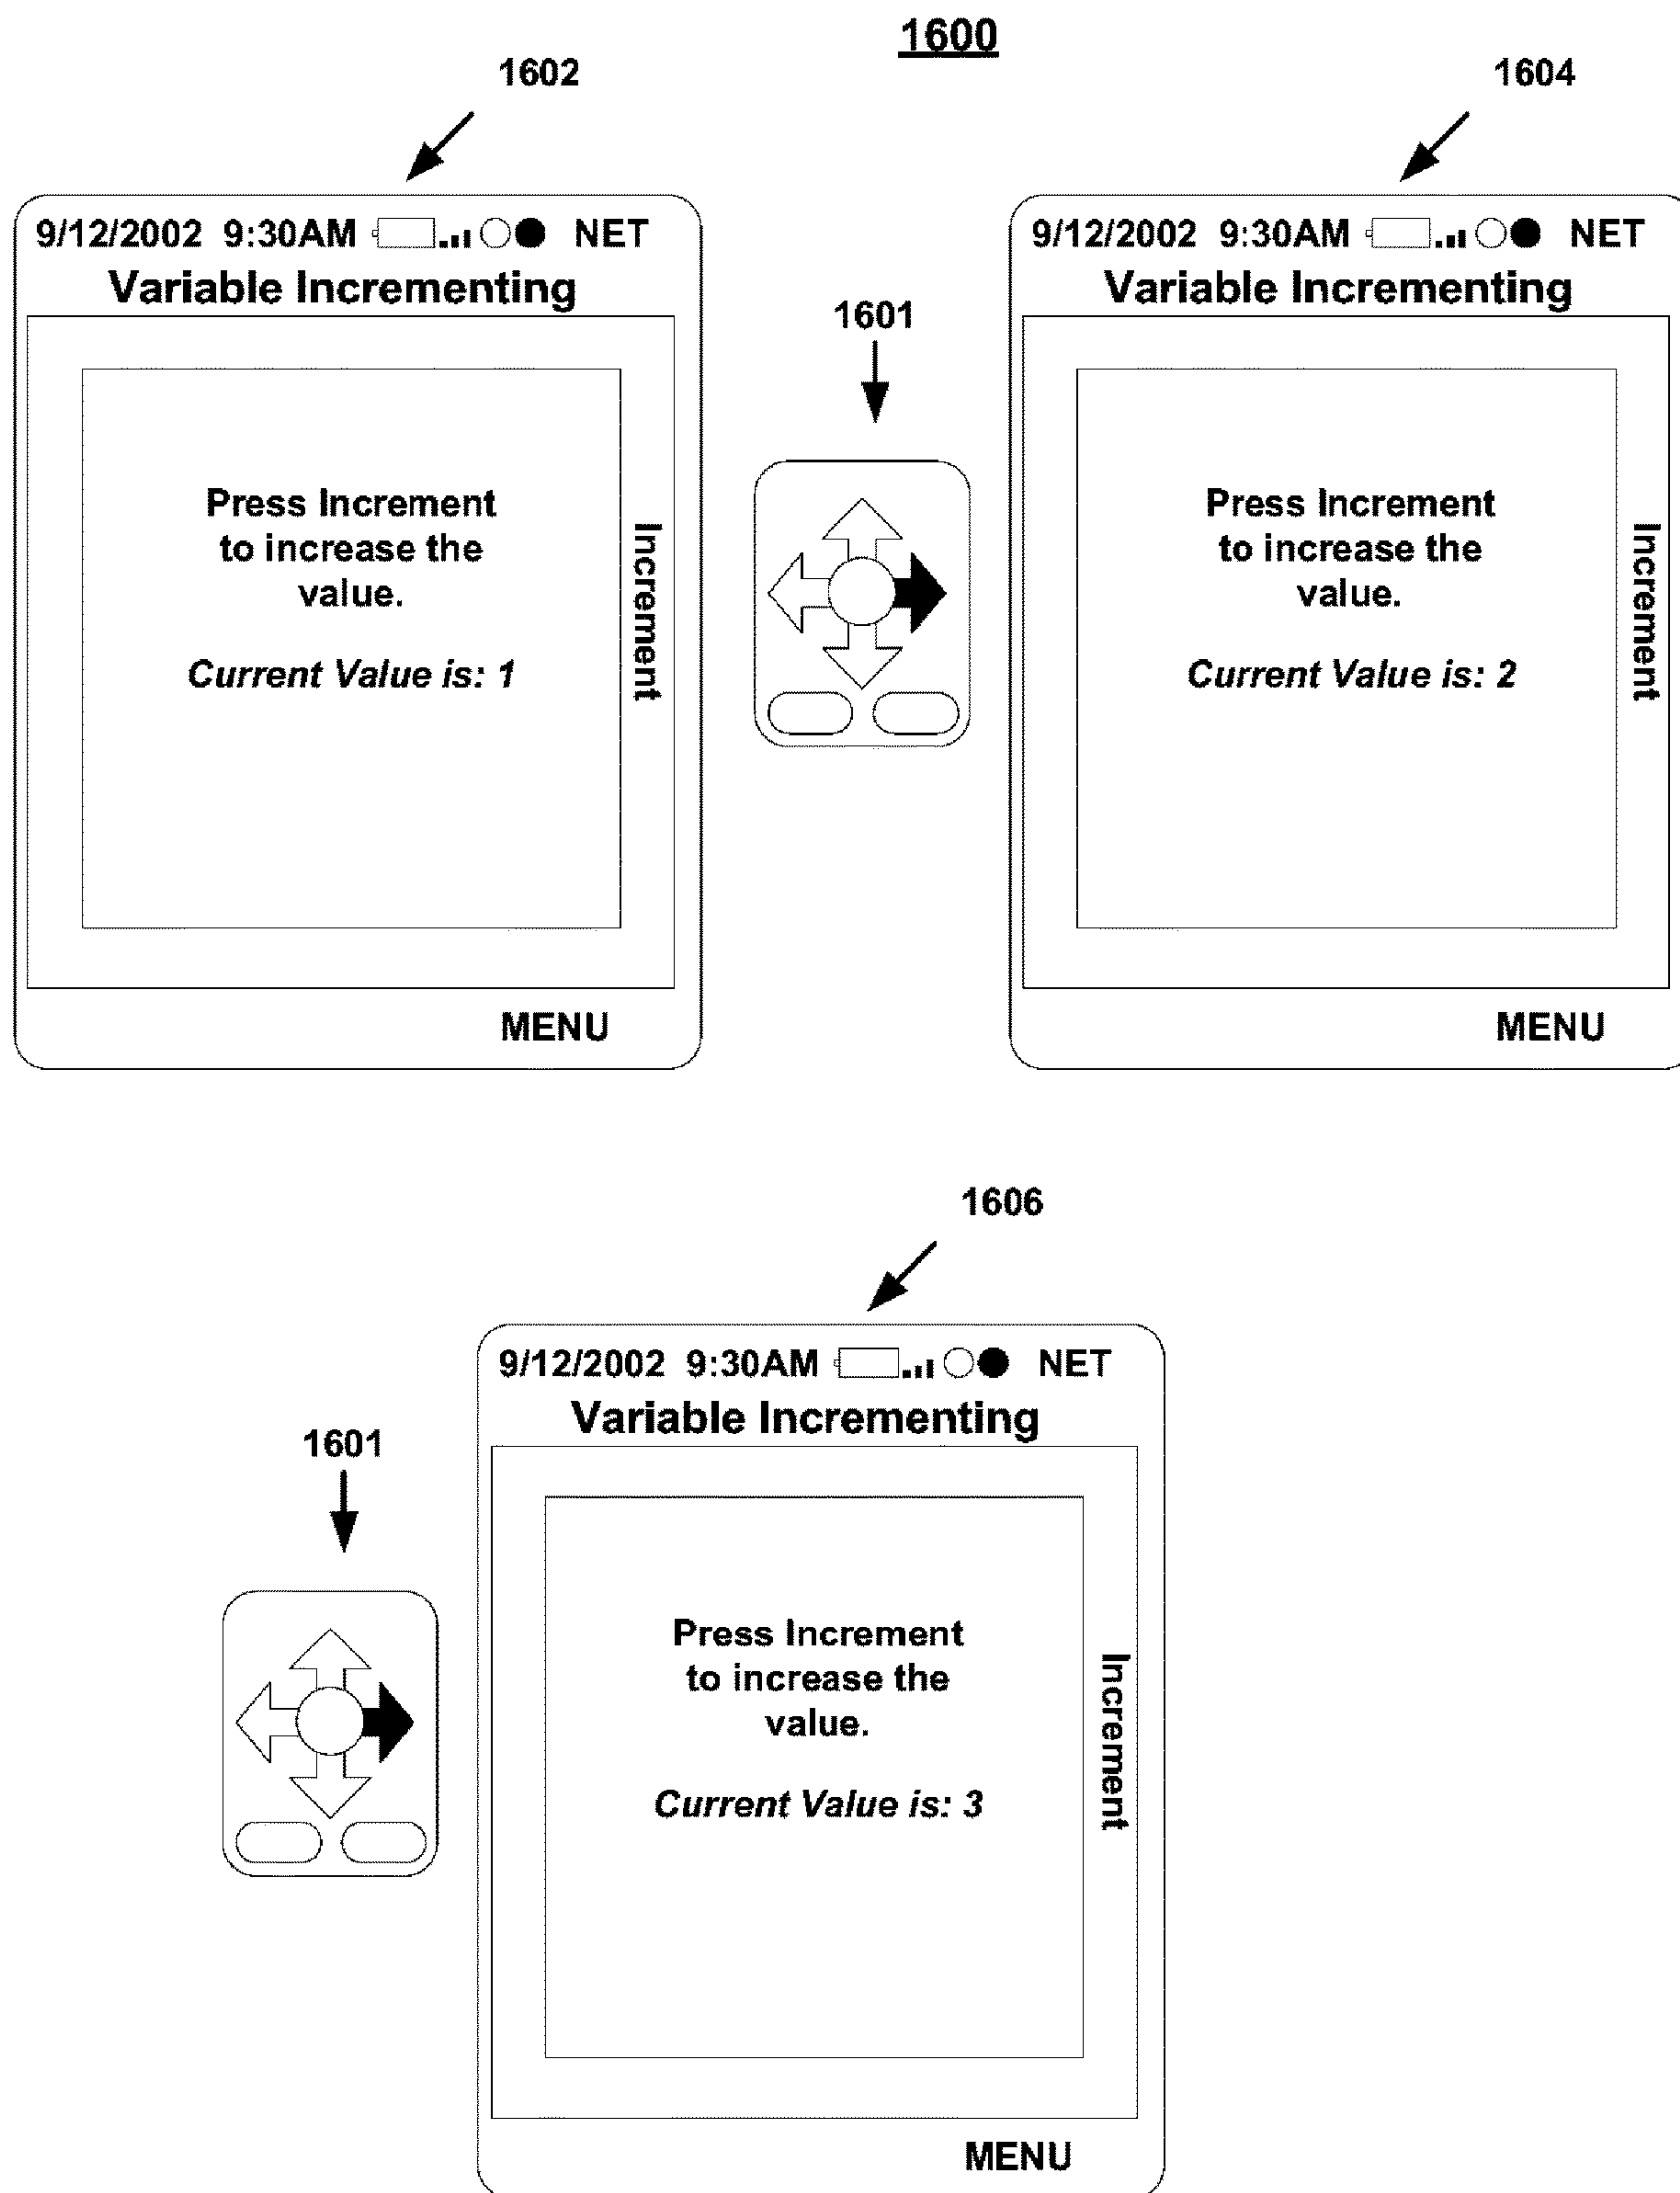 1600
1602
1604
9/12/2002 9:30AM NET
Variable Incrementing
Press Increment
to increase the
value.
Current Value is: 1
Increment
MENU
1601
9/12/2002 9:30AM NET
Variable Incrementing
Press Increment
to increase the
value.
Current Value is: 2
Increment
MENU
1606
1601
9/12/2002 9:30AM NET
Variable Incrementing
Press Increment
to increase the
value.
Current Value is: 3
Increment
MENU